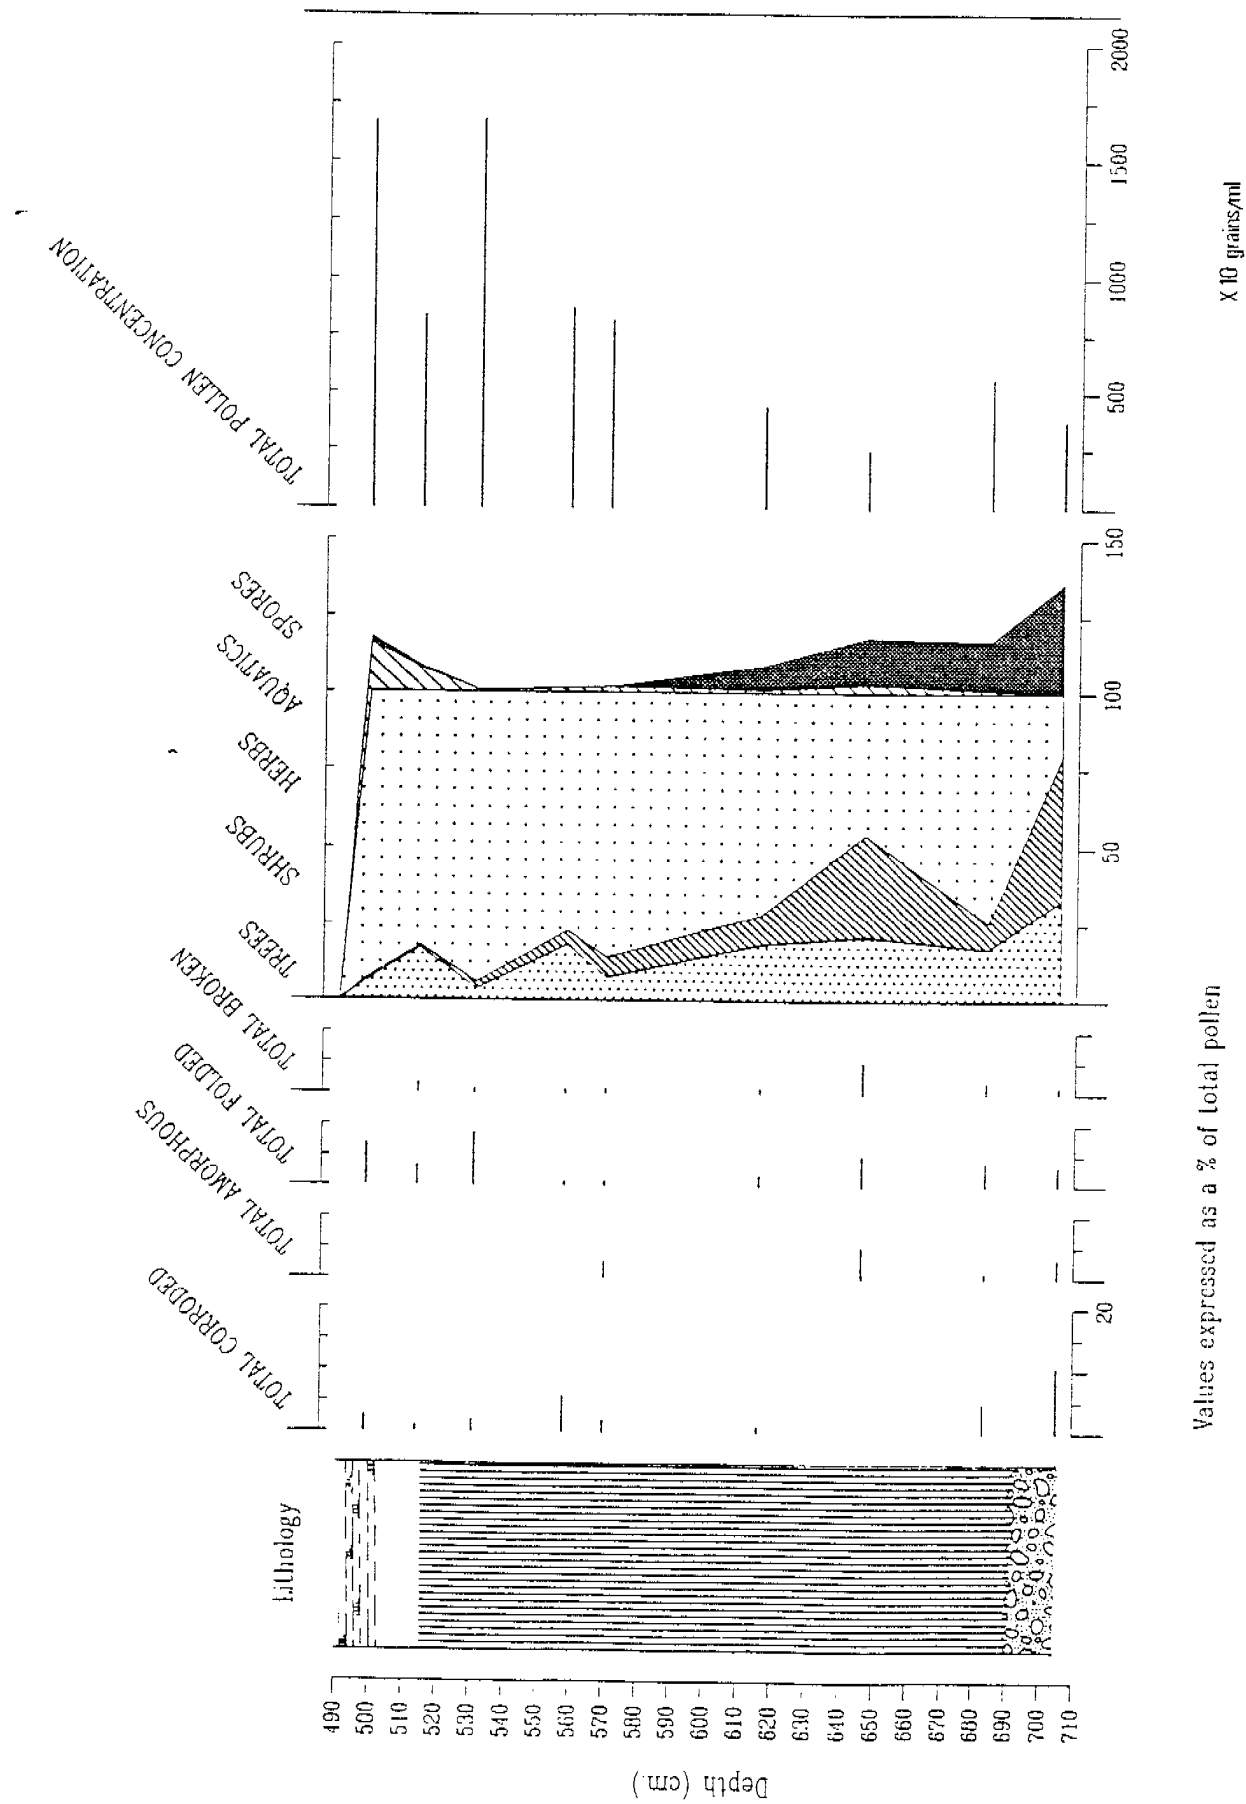 Depth (cm.)
490
500
510
520
530
540
550
560
570
580
590
600
610
620
630
640
650
660
670
680
690
700
710
Lithology
TOTAL CORRODED
TOTAL AMORPHOUS
TOTAL FOLDED
TOTAL BROKEN
TREES
SHRUBS
HERBS
AQUATICS
SPORES
TOTAL POLLEN CONCENTRATION
20
50
100
150
500
1000
1500
2000
Values expressed as a % of total pollen
X 10 grains/ml